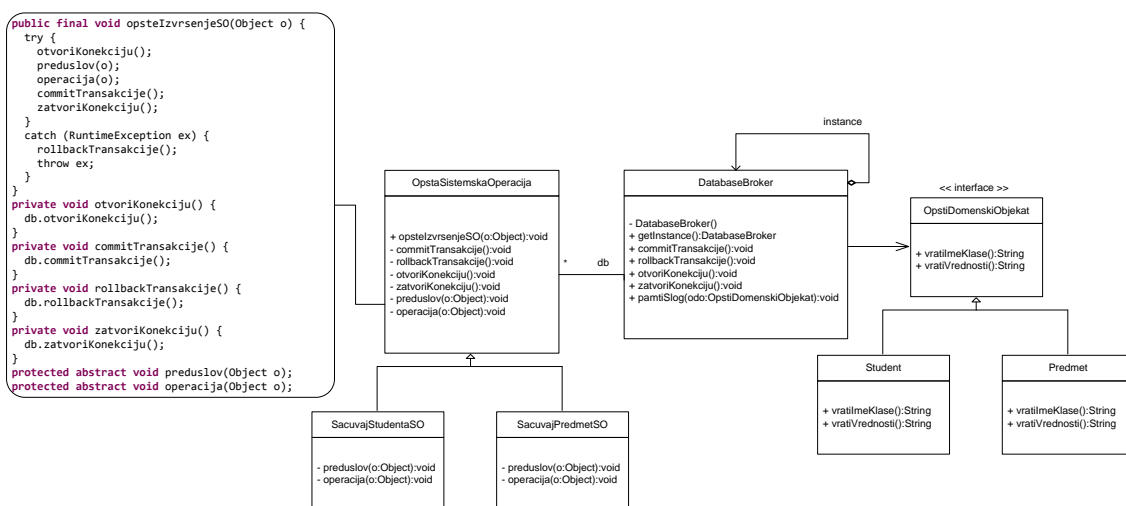 public final void opsteIzvrsenjeSO(Object o) {
try {
otvoriKonekciju();
preduslov(o);
operacija(o);
commitTransakcije();
zatvoriKonekciju();
}
catch (RuntimeException ex) {
rollbackTransakcije();
throw ex;
}
}
private void otvoriKonekciju() {
db.otvoriKonekciju();
}
private void commitTransakcije() {
db.commitTransakcije();
}
private void rollbackTransakcije() {
db.rollbackTransakcije();
}
private void zatvoriKonekciju() {
db.zatvoriKonekciju();
}
protected abstract void preduslov(Object o);
protected abstract void operacija(Object o);
OpstaSistemskaOperacija
+ opsteIzvrsenjeSO(o:Object):void
- commitTransakcije():void
- rollbackTransakcije():void
- otvoriKonekciju():void
- zatvoriKonekciju():void
- preduslov(o:Object):void
- operacija(o:Object):void
* db
instance
DatabaseBroker
- DatabaseBroker()
+ getInstance():DatabaseBroker
+ commitTransakcije():void
+ rollbackTransakcije():void
+ otvoriKonekciju():void
+ zatvoriKonekciju():void
+ pamtiSlog(odo:OpstiDomenskiObjekat):void
<< interface >>
OpstiDomenskiObjekat
+ vratiImeKlase():String
+ vratiVrednosti():String
SacuvajStudentaSO
- preduslov(o:Object):void
- operacija(o:Object):void
SacuvajPredmetSO
- preduslov(o:Object):void
- operacija(o:Object):void
Student
+ vratiImeKlase():String
+ vratiVrednosti():String
Predmet
+ vratiImeKlase():String
+ vratiVrednosti():String